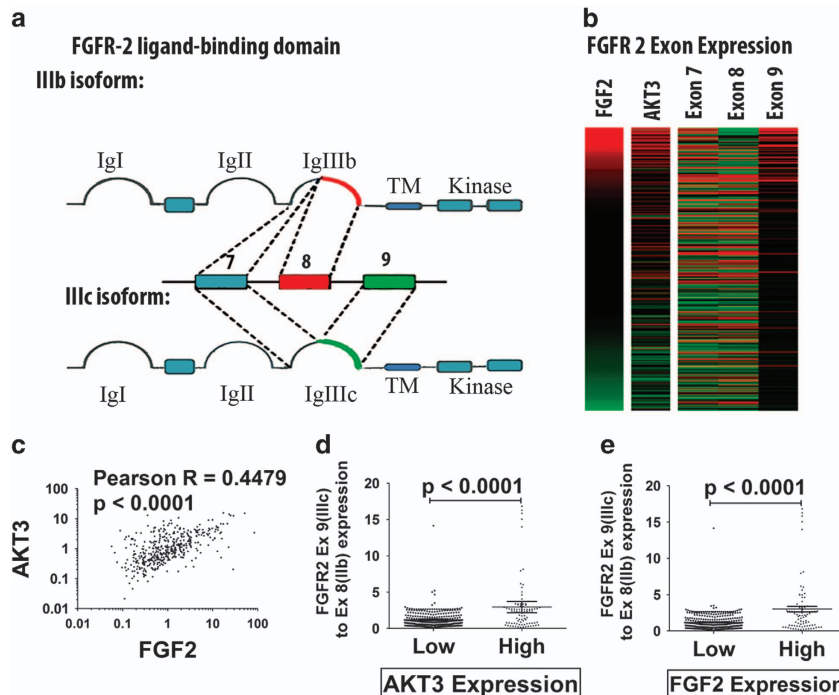 a
FGFR-2 ligand-binding domain
IIIb isoform:
IgI
IgII
IgIIIb
TM
Kinase
7
8
9
IIIc isoform:
IgI
IgII
IgIIIc
TM
Kinase
b
FGFR 2 Exon Expression
FGF2
AKT3
Exon 7
Exon 8
Exon 9
c
Pearson R = 0.4479
p < 0.0001
AKT3
100
10
1
0.1
0.01
0.01 0.1 1 10 100
FGF2
d
FGFR2 Ex 9(IIIc)
to Ex 8(IIb) expression
20
15
10
5
0
p < 0.0001
Low High
AKT3 Expression
e
FGFR2 Ex 9(IIIc)
to Ex 8(IIb) expression
20
15
10
5
0
p < 0.0001
Low High
FGF2 Expression